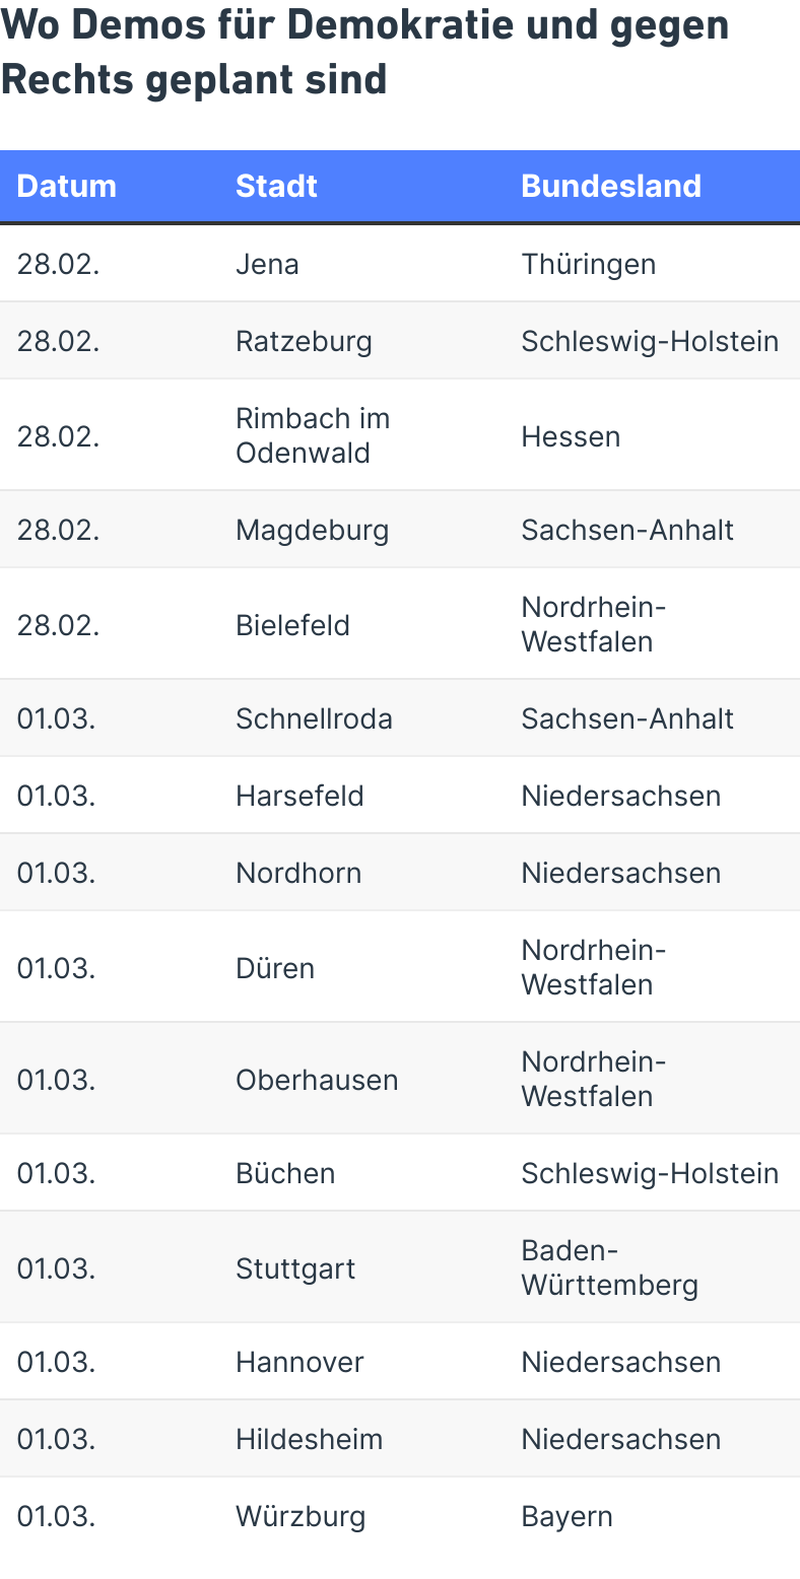 Wo Demos für Demokratie und gegen
Rechts geplant sind
Datum Stadt Bundesland
28.02. Jena Thüringen
28.02. Ratzeburg Schleswig-Holstein
28.02. Rimbach im
Odenwald Hessen
28.02. Magdeburg Sachsen-Anhalt
28.02. Bielefeld Nordrhein-
Westfalen
01.03. Schnellroda Sachsen-Anhalt
01.03. Harsefeld Niedersachsen
01.03. Nordhorn Niedersachsen
01.03. Düren Nordrhein-
Westfalen
01.03. Oberhausen Nordrhein-
Westfalen
01.03. Büchen Schleswig-Holstein
01.03. Stuttgart Baden-
Württemberg
01.03. Hannover Niedersachsen
01.03. Hildesheim Niedersachsen
01.03. Würzburg Bayern